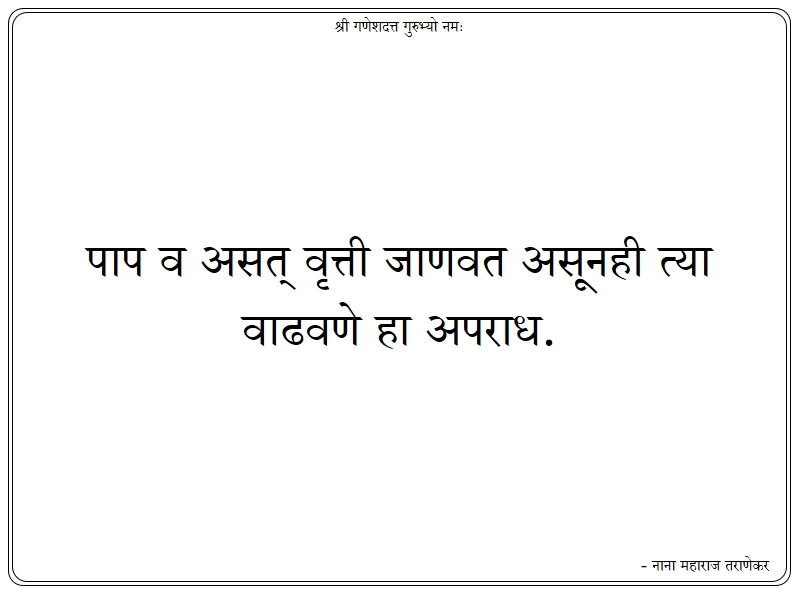 श्री गणेशदत्त गुरुभ्यो नमः
पाप व असत् वृत्ती जाणवत असूनही त्या
वाढवणे हा अपराध.
- नाना महाराज तराणेकर